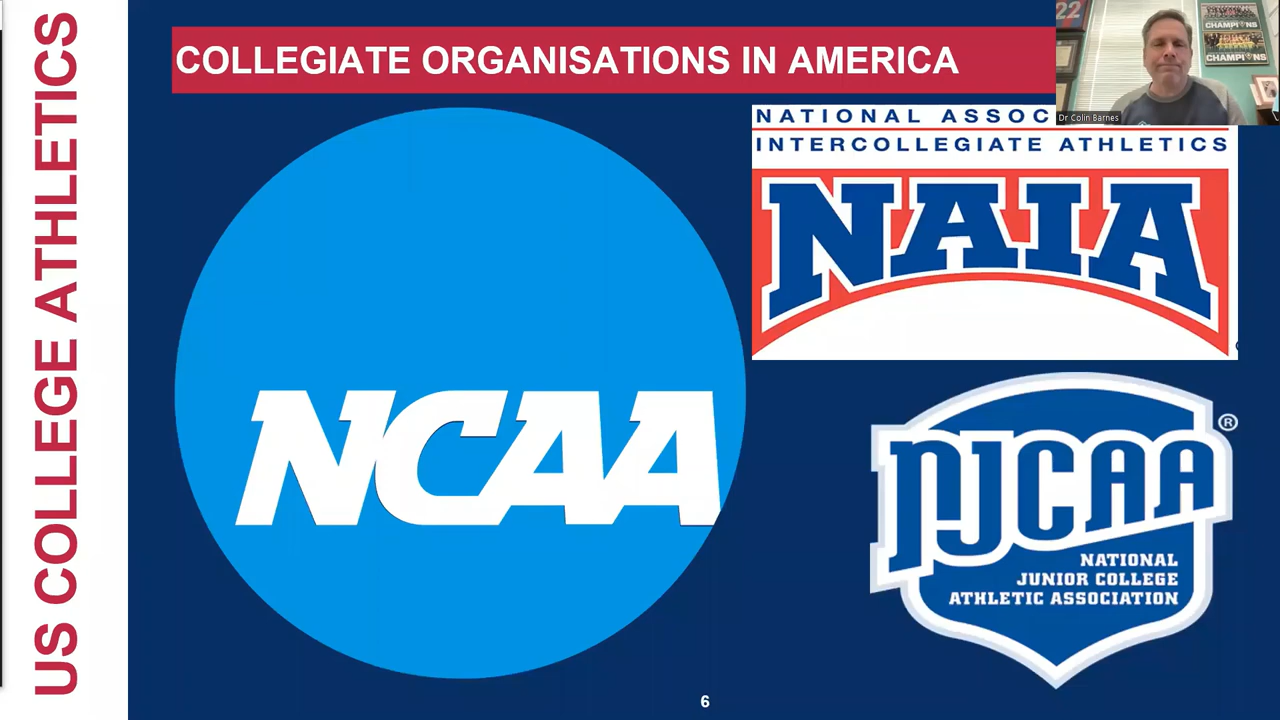 US COLLEGE ATHLETICS
COLLEGIATE ORGANISATIONS IN AMERICA
22
CHAMPIONS
CHAMPIONS
Dr Colin Barnes
NATIONAL ASSOC
INTERCOLLEGIATE ATHLETICS
NAIA
NCAA
NJCAA
®
NATIONAL
JUNIOR COLLEGE
ATHLETIC ASSOCIATION
6